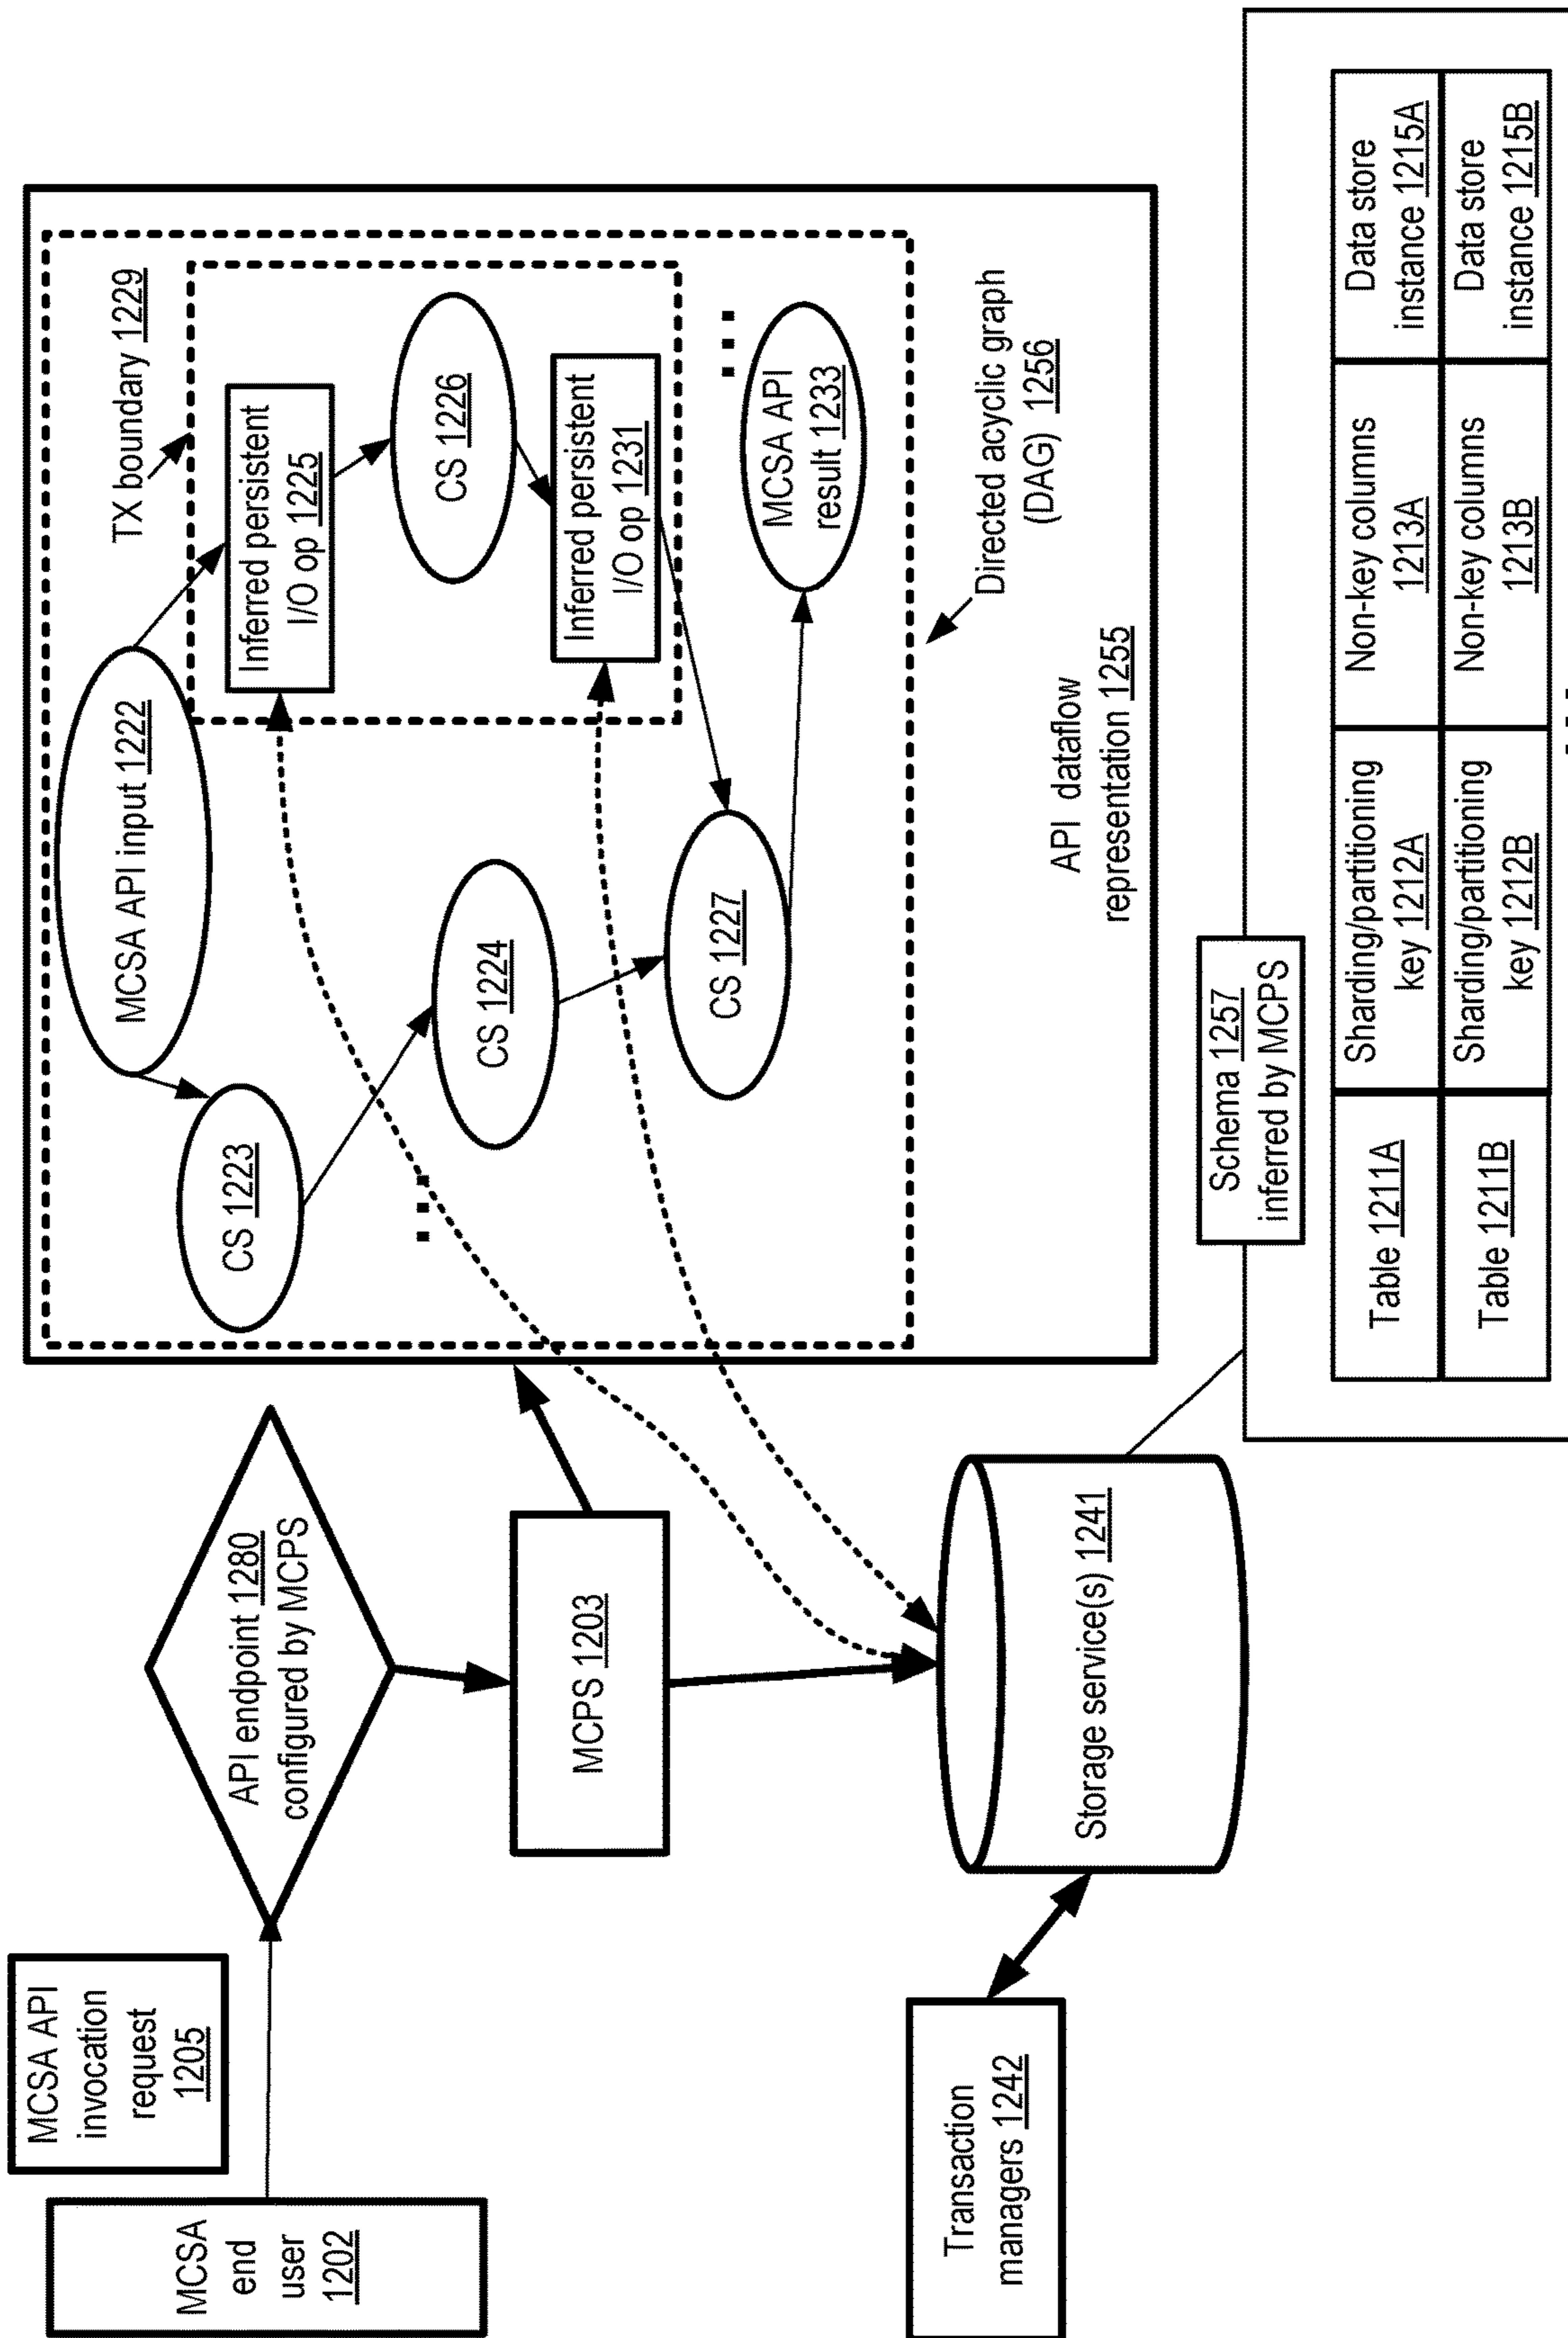 MCSA API
invocation
request
1205
MCSA
end
user
1202
API endpoint 1280
configured by MCPS
MCPS 1203
Transaction
managers 1242
Storage service(s) 1241
TX boundary 1229
MCSA API input 1222
Inferred persistent
I/O op 1225
CS 1223
CS 1226
CS 1224
Inferred persistent
I/O op 1231
CS 1227
MCSA API
result 1233
Directed acyclic graph
(DAG) 1256
API dataflow
representation 1255
Schema 1257
inferred by MCPS
Table 1211A
Sharding/partitioning
key 1212A
Non-key columns
1213A
Data store
instance 1215A
Table 1211B
Sharding/partitioning
key 1212B
Non-key columns
1213B
Data store
instance 1215B